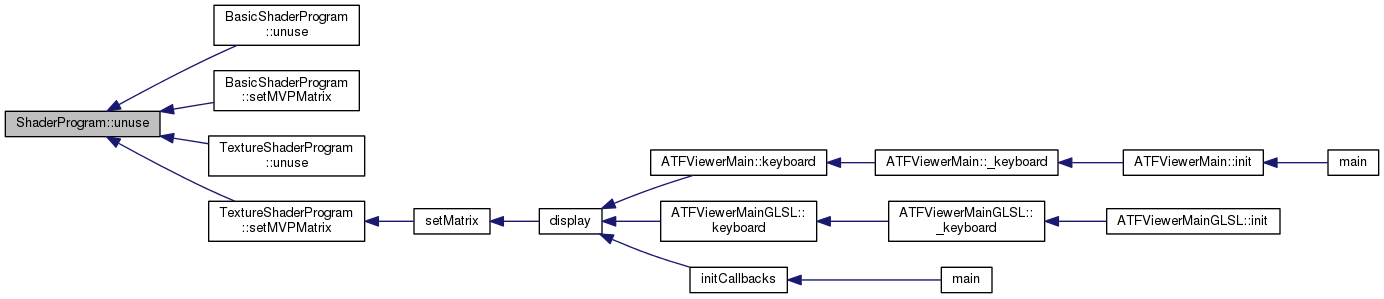 BasicShaderProgram
::unuse
BasicShaderProgram
::setMVPMatrix
ShaderProgram::unuse
TextureShaderProgram
::unuse
TextureShaderProgram
::setMVPMatrix
setMatrix
display
ATFViewerMain::keyboard
ATFViewerMain::_keyboard
ATFViewerMain::init
main
ATFViewerMainGLSL::
keyboard
ATFViewerMainGLSL::
_keyboard
ATFViewerMainGLSL::init
initCallbacks
main